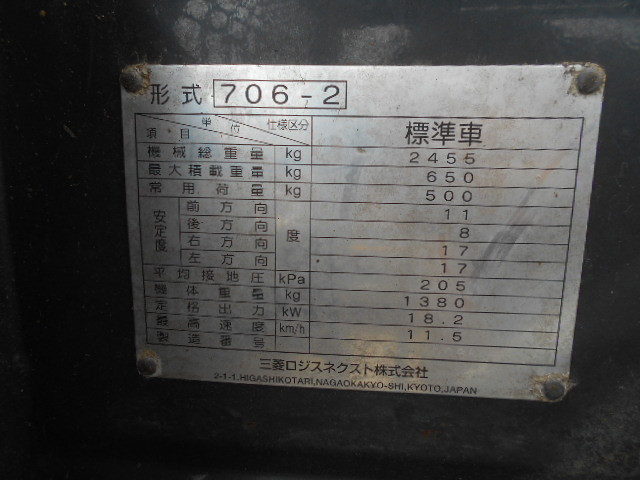 形式 706-2
項目 単位 仕様区分 標準車
機械総重量 kg 2455
最大積載重量 kg 650
常用荷量 kg 500
安定度 前方向 度 11
後方向 8
右方向 17
左方向 17
平均接地圧 kPa 205
機体重量 kg 1380
定格出力 kW 18.2
最高速度 km/h 11.5
製造番号
三菱ロジスネクスト株式会社
2-1-1,HIGASHIKOTARI,NAGAOKAKYO-SHI,KYOTO,JAPAN